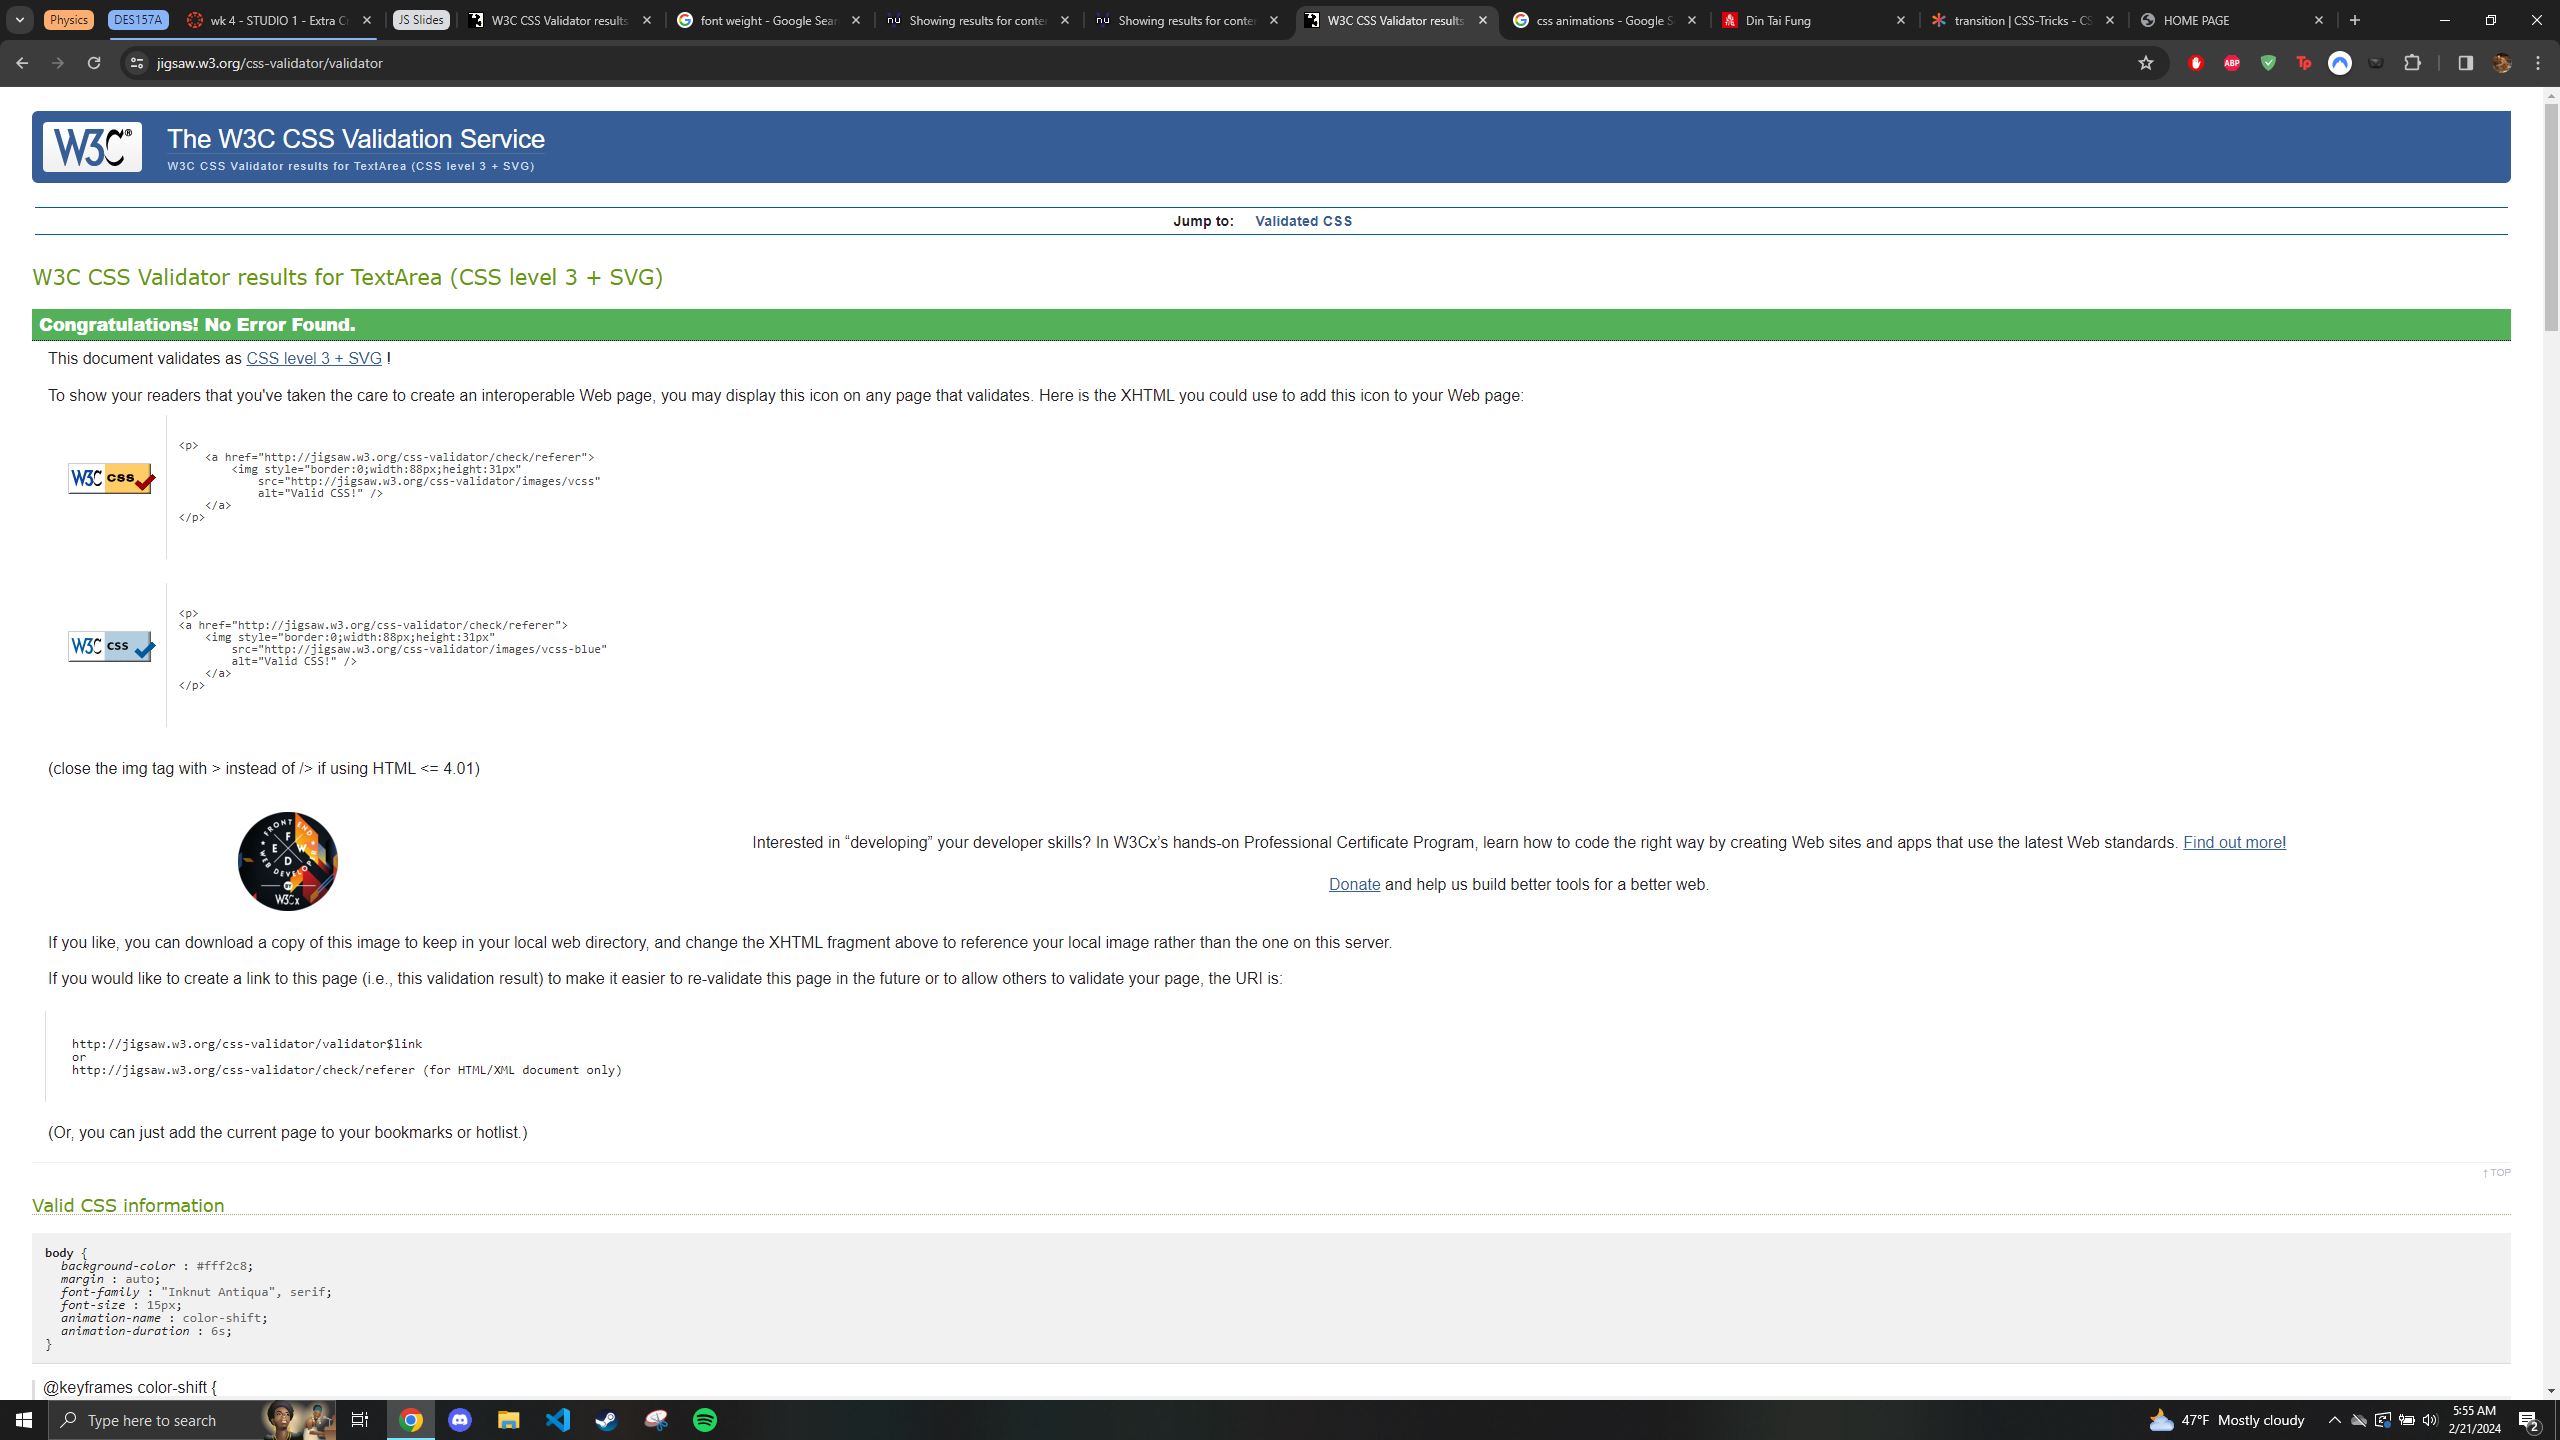 Physics
DES157A
wk 4 - STUDIO 1 - Extra C
JS Slides
W3C CSS Validator results
font weight - Google Sear
Showing results for conter
Showing results for conter
W3C CSS Validator results
css animations - Google S
Din Tai Fung
transition | CSS-Tricks - CS
HOME PAGE
jigsaw.w3.org/css-validator/validator
ABP
Tp
W3C®
The W3C CSS Validation Service
W3C CSS Validator results for TextArea (CSS level 3 + SVG)
Jump to: Validated CSS
W3C CSS Validator results for TextArea (CSS level 3 + SVG)
Congratulations! No Error Found.
This document validates as CSS level 3 + SVG !
To show your readers that you've taken the care to create an interoperable Web page, you may display this icon on any page that validates. Here is the XHTML you could use to add this icon to your Web page:
W3C css
<p>
<a href="http://jigsaw.w3.org/css-validator/check/referer">
<img style="border:0;width:88px;height:31px"
src="http://jigsaw.w3.org/css-validator/images/vcss"
alt="Valid CSS!" />
</a>
</p>
W3C css
<p>
<a href="http://jigsaw.w3.org/css-validator/check/referer">
<img style="border:0;width:88px;height:31px"
src="http://jigsaw.w3.org/css-validator/images/vcss-blue"
alt="Valid CSS!" />
</a>
</p>
(close the img tag with > instead of /> if using HTML <= 4.01)
FRONT END
F
E W
D
WEB DEVELOPER
BY
W3Cx
Interested in “developing” your developer skills? In W3Cx’s hands-on Professional Certificate Program, learn how to code the right way by creating Web sites and apps that use the latest Web standards. Find out more!
Donate and help us build better tools for a better web.
If you like, you can download a copy of this image to keep in your local web directory, and change the XHTML fragment above to reference your local image rather than the one on this server.
If you would like to create a link to this page (i.e., this validation result) to make it easier to re-validate this page in the future or to allow others to validate your page, the URI is:
http://jigsaw.w3.org/css-validator/validator$link
or
http://jigsaw.w3.org/css-validator/check/referer (for HTML/XML document only)
(Or, you can just add the current page to your bookmarks or hotlist.)
↑ TOP
Valid CSS information
body {
background-color : #fff2c8;
margin : auto;
font-family : "Inknut Antiqua", serif;
font-size : 15px;
animation-name : color-shift;
animation-duration : 6s;
}
@keyframes color-shift {
Type here to search
47°F Mostly cloudy
5:55 AM
2/21/2024
2